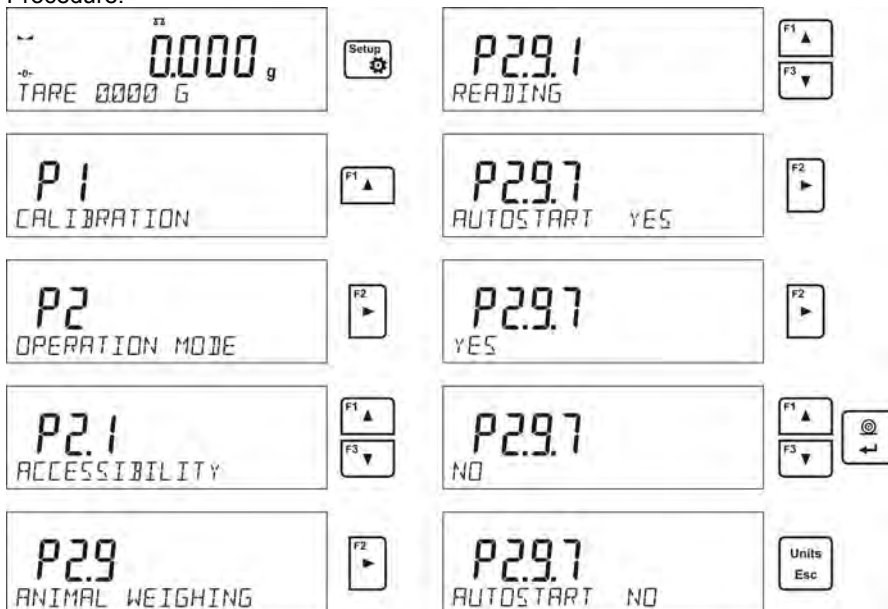 Procedure:
0.000 g
TARE 0.000 G
Setup
P1
CALIBRATION
F1
P2
OPERATION MODE
F2
P2.1
ACCESSIBILITY
F1
F3
P2.9
ANIMAL WEIGHING
F2
P2.9.1
READING
F1
F3
P2.9.7
AUTOSTART YES
F2
P2.9.7
YES
F2
P2.9.7
NO
F1
F3
P2.9.7
AUTOSTART NO
Units
Esc